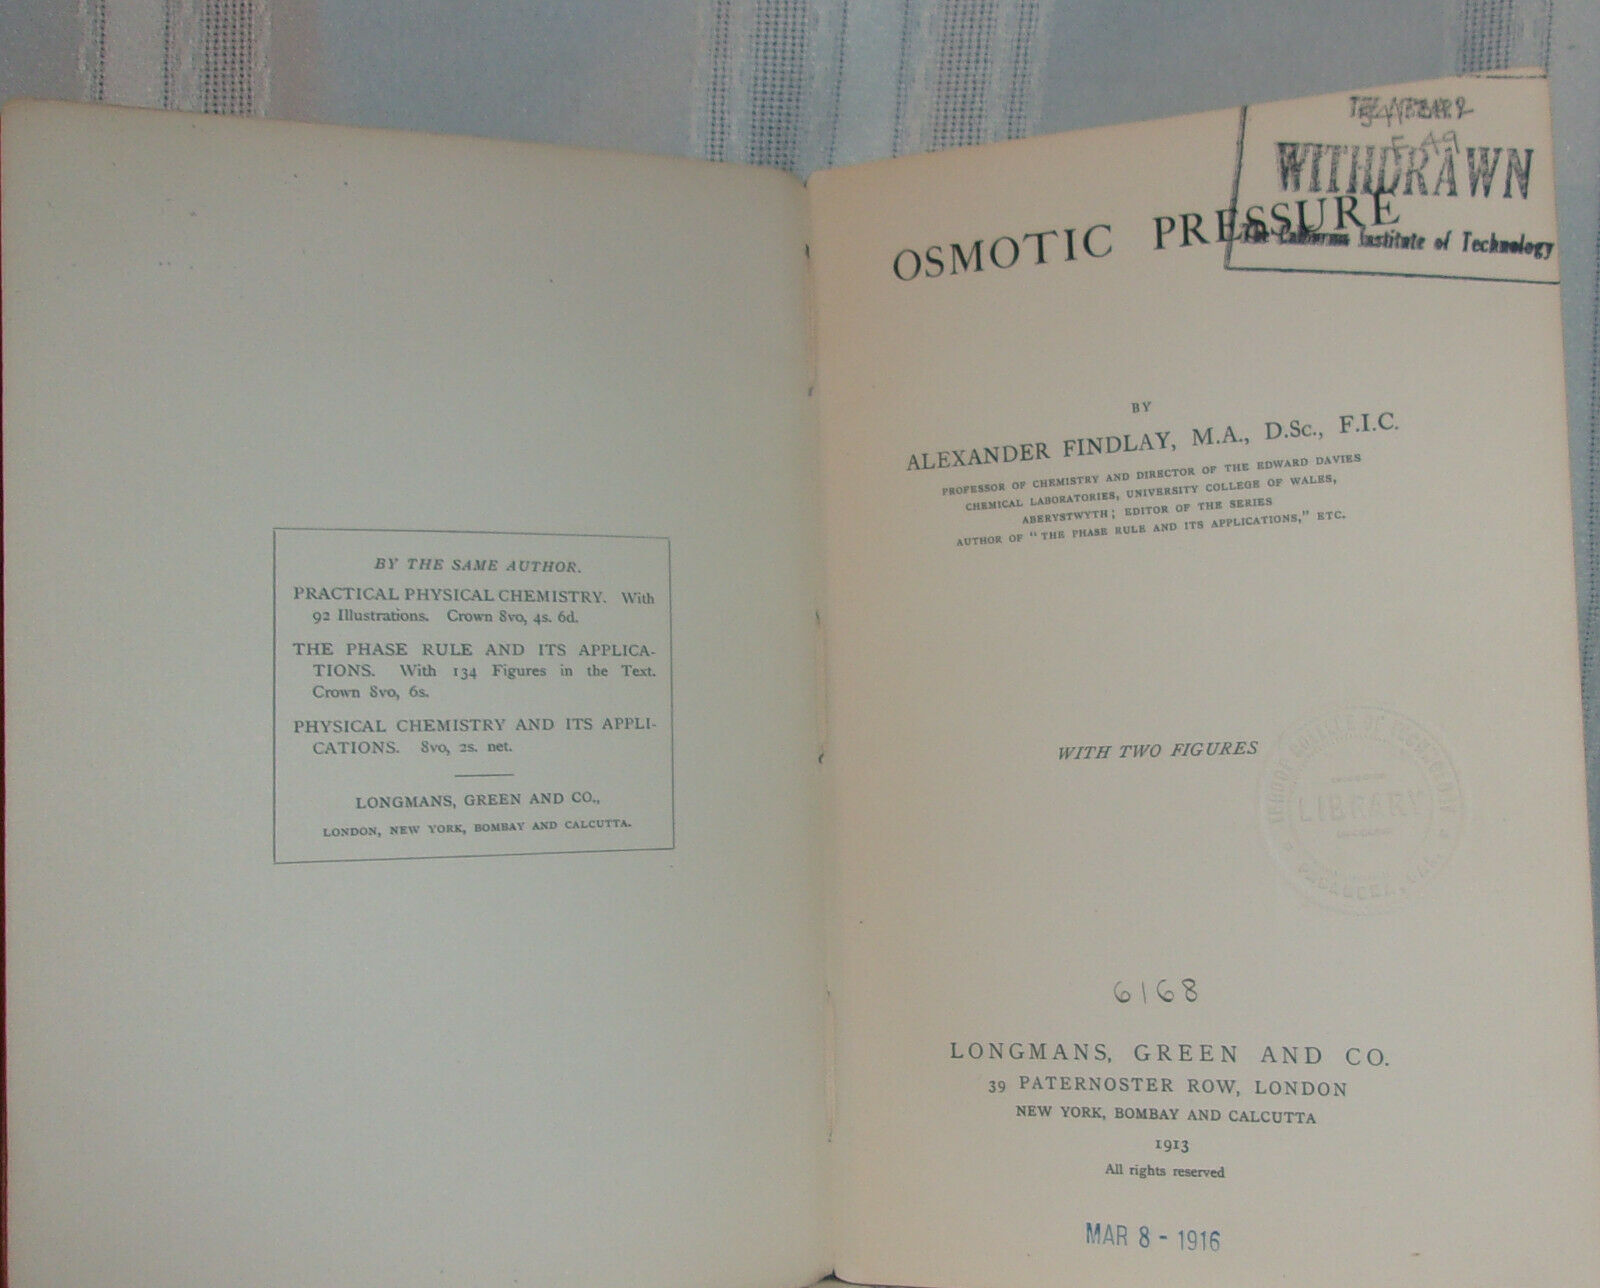 BY THE SAME AUTHOR.
PRACTICAL PHYSICAL CHEMISTRY. With
92 Illustrations. Crown 8vo, 4s. 6d.
THE PHASE RULE AND ITS APPLICA-
TIONS. With 134 Figures in the Text.
Crown 8vo, 6s.
PHYSICAL CHEMISTRY AND ITS APPLI-
CATIONS. 8vo, 2s. net.
LONGMANS, GREEN AND CO.,
LONDON, NEW YORK, BOMBAY AND CALCUTTA.
WITHDRAWN
The California Institute of Technology
OSMOTIC PRESSURE
BY
ALEXANDER FINDLAY, M.A., D.Sc., F.I.C.
PROFESSOR OF CHEMISTRY AND DIRECTOR OF THE EDWARD DAVIES
CHEMICAL LABORATORIES, UNIVERSITY COLLEGE OF WALES,
ABERYSTWYTH; EDITOR OF THE SERIES
AUTHOR OF "THE PHASE RULE AND ITS APPLICATIONS," ETC.
WITH TWO FIGURES
LIBRARY
PASADENA, CAL.
6168
LONGMANS, GREEN AND CO.
39 PATERNOSTER ROW, LONDON
NEW YORK, BOMBAY AND CALCUTTA
1913
All rights reserved
MAR 8 - 1916